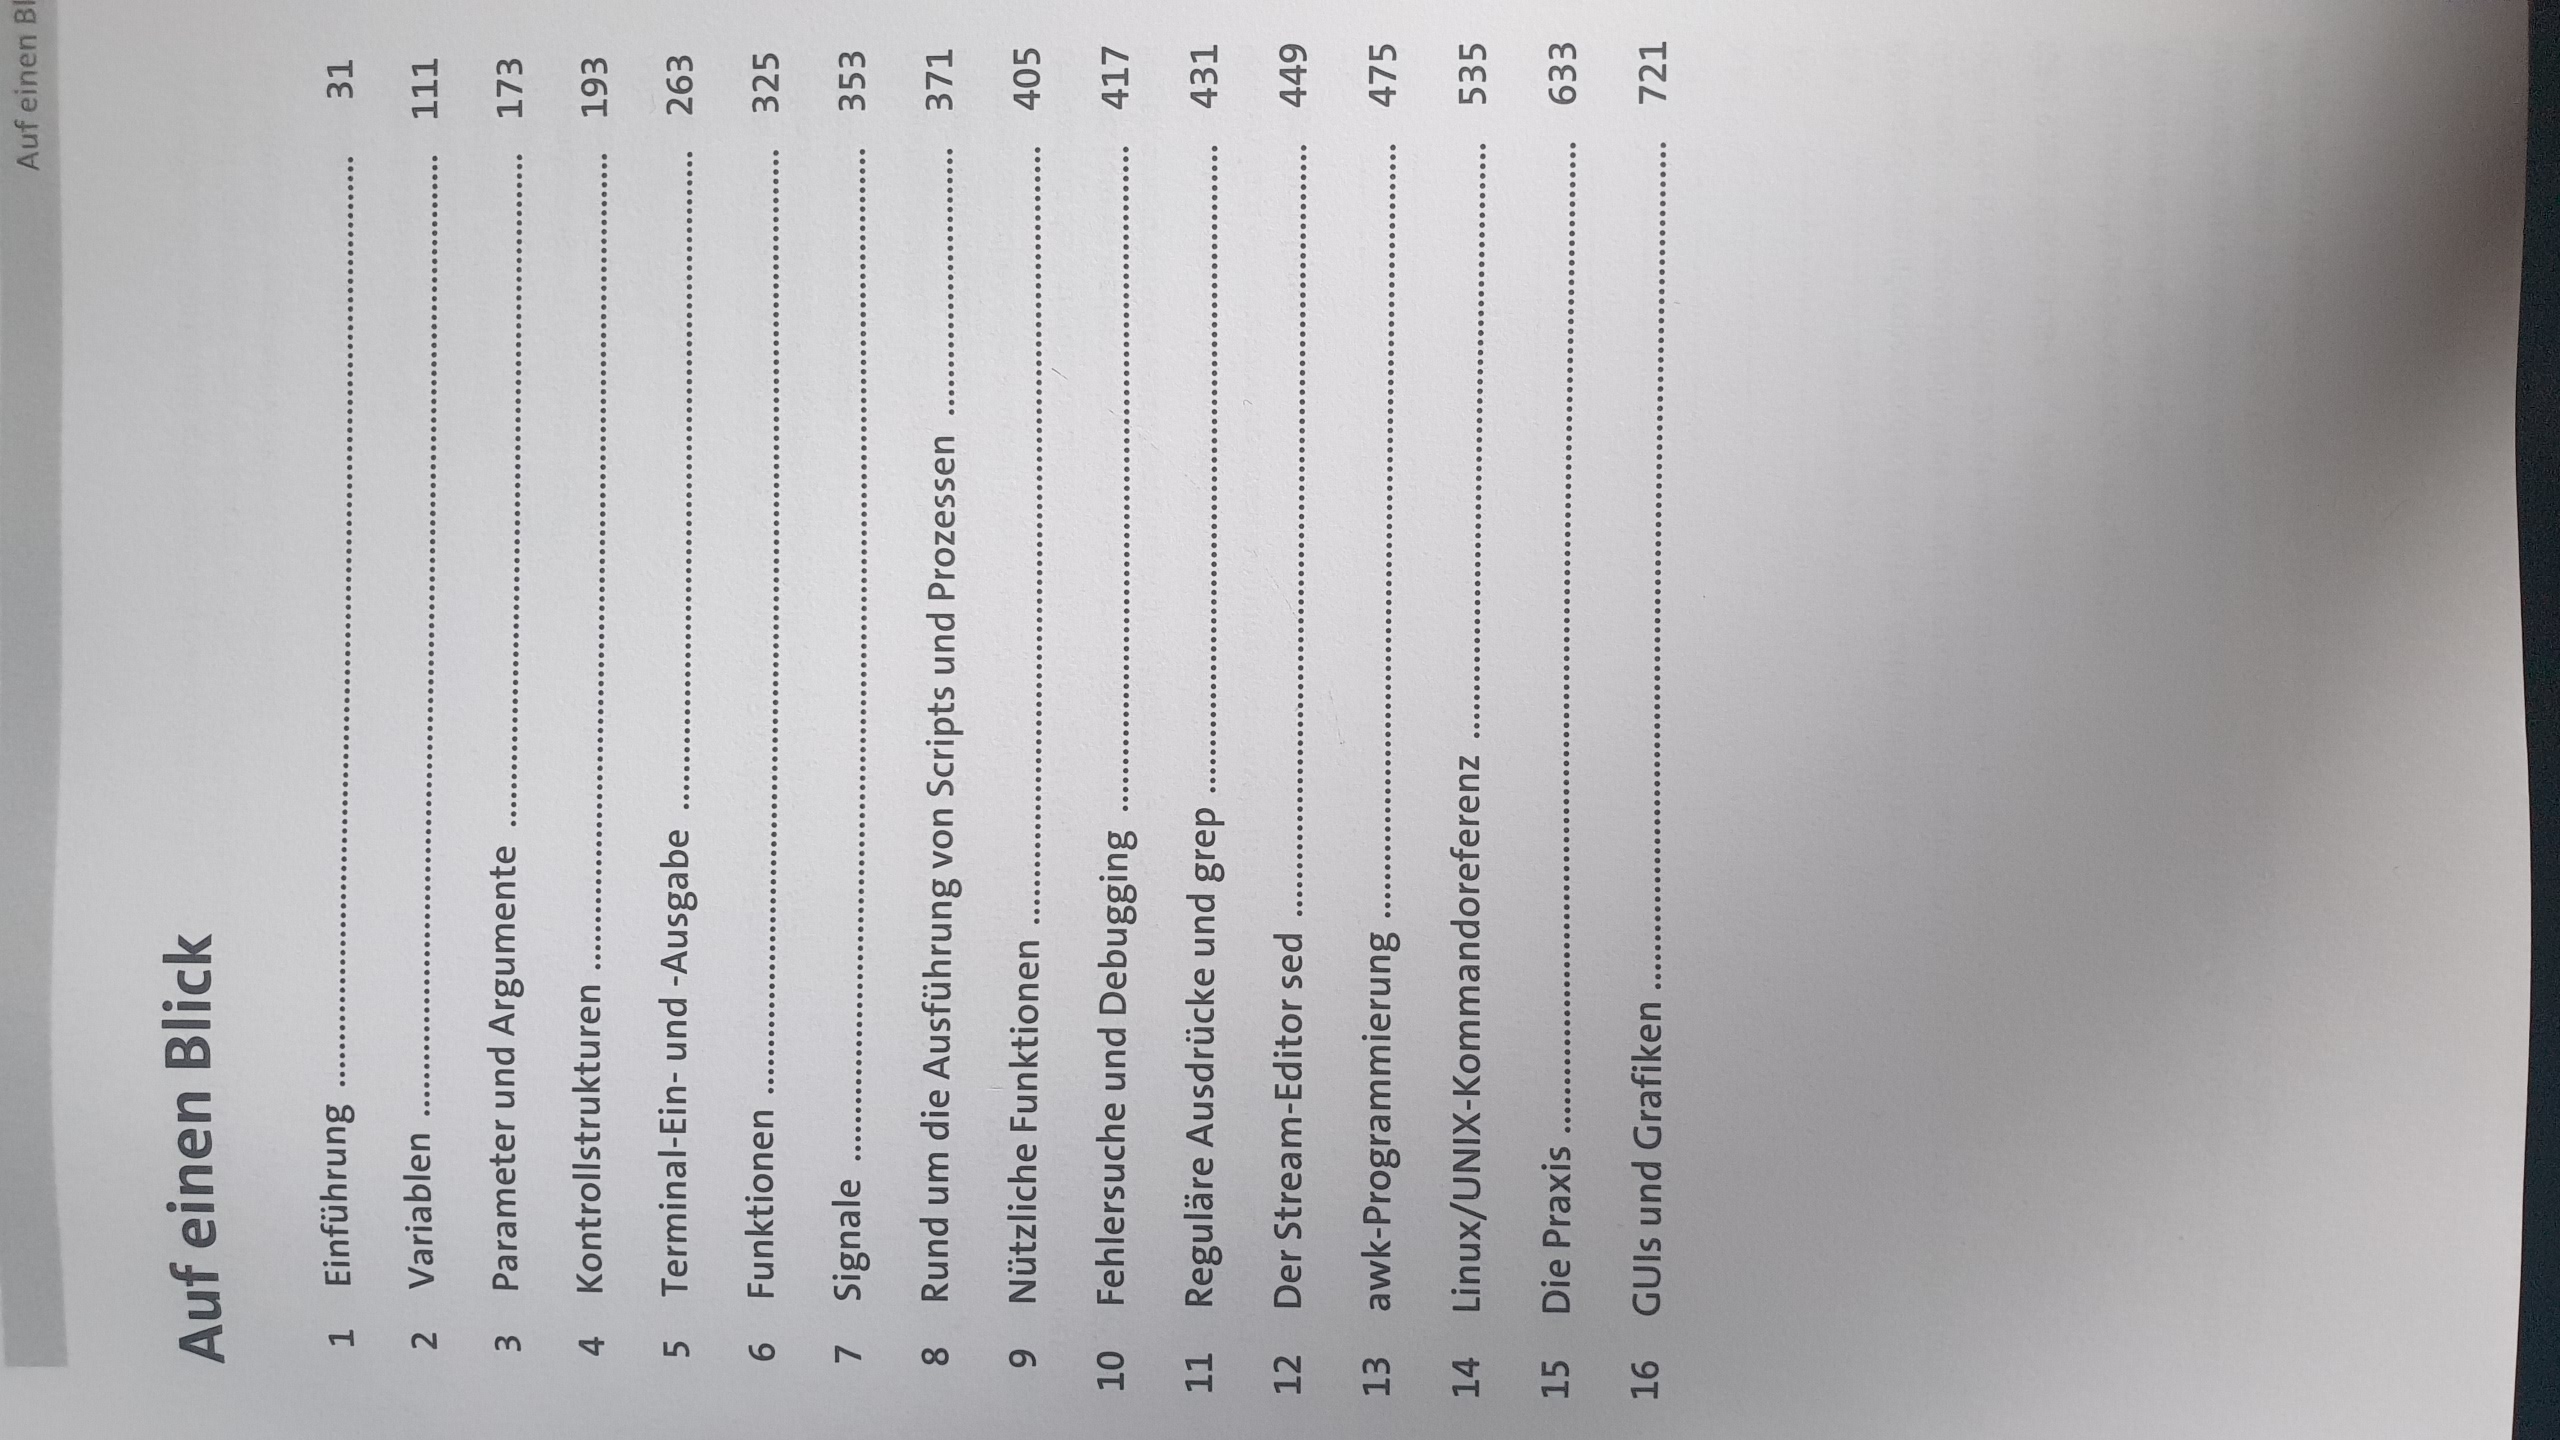 Auf einen
Auf einen Blick
1 Einführung ........ 31
2 Variablen ........ 111
3 Parameter und Argumente ........ 173
4 Kontrollstrukturen ........ 193
5 Terminal-Ein- und -Ausgabe ........ 263
6 Funktionen ........ 325
7 Signale ........ 353
8 Rund um die Ausführung von Scripts und Prozessen ........ 371
9 Nützliche Funktionen ........ 405
10 Fehlersuche und Debugging ........ 417
11 Reguläre Ausdrücke und grep ........ 431
12 Der Stream-Editor sed ........ 449
13 awk-Programmierung ........ 475
14 Linux/UNIX-Kommandoreferenz ........ 535
15 Die Praxis ........ 633
16 GUIs und Grafiken ........ 721